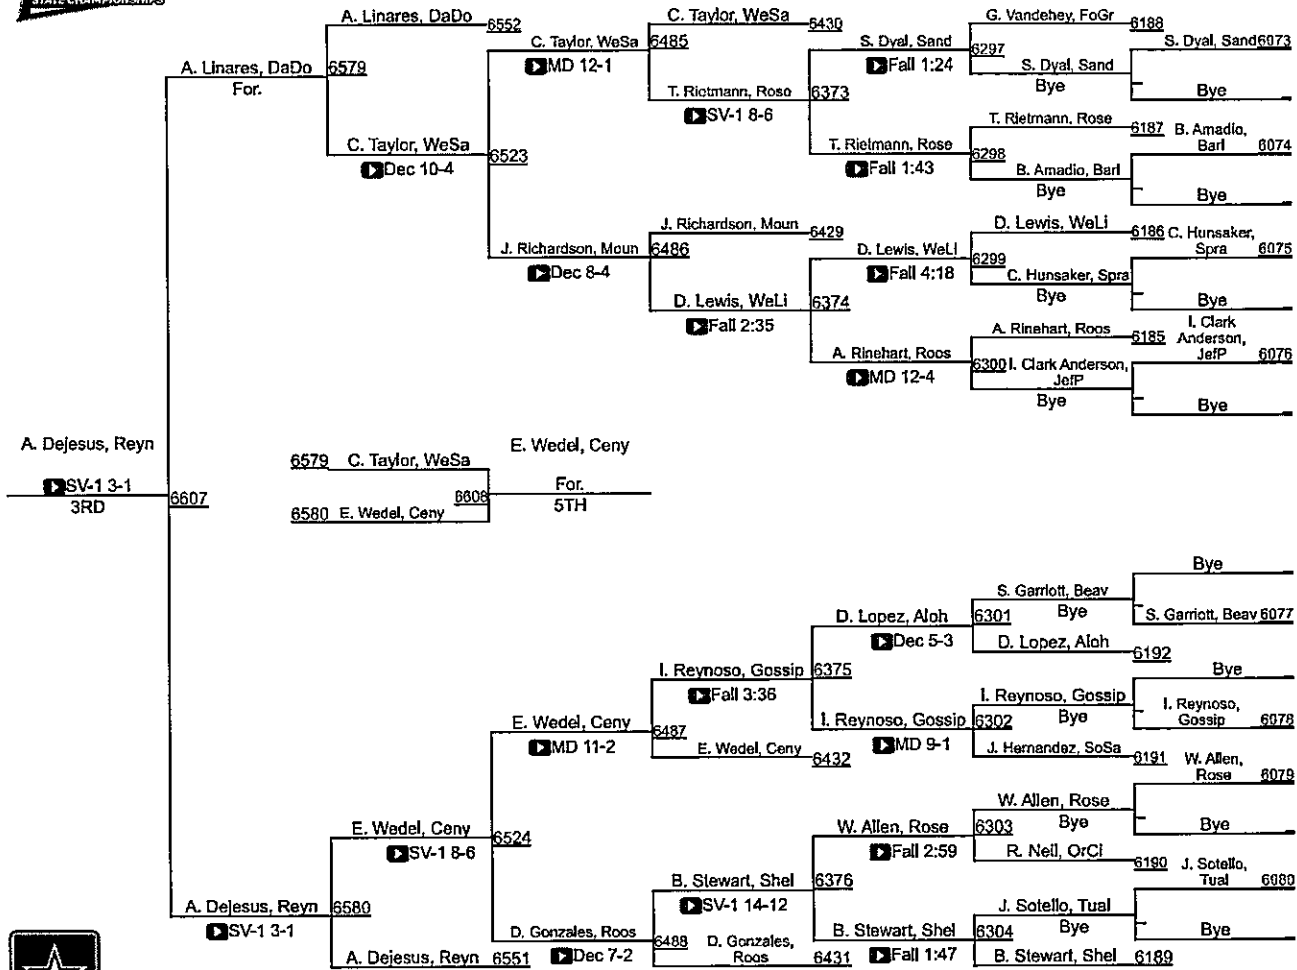 STATE CHAMPIONSHIPS
A. Linares, DaDo 6552
C. Taylor, WeSa 6430
G. Vandehey, FoGr 6188
C. Taylor, WeSa 6485
MD 12-1
S. Dyal, Sand 6297
Fall 1:24
S. Dyal, Sand 6073
A. Linares, DaDo 6579
For.
S. Dyal, Sand
Bye
Bye
T. Rietmann, Rose 6373
SV-1 8-6
T. Rietmann, Rose 6187
B. Amadio, Barl 6074
C. Taylor, WeSa 6523
Dec 10-4
T. Rietmann, Rose 6298
Fall 1:43
B. Amadio, Barl
Bye
Bye
J. Richardson, Moun 6429
D. Lewis, WeLi 6186
C. Hunsaker, Spra 6075
J. Richardson, Moun 6486
Dec 8-4
D. Lewis, WeLi 6299
Fall 4:18
C. Hunsaker, Spra
Bye
Bye
D. Lewis, WeLi 6374
Fall 2:35
A. Rinehart, Roos 6185
I. Clark Anderson, JefP 6076
A. Rinehart, Roos 6300
MD 12-4
I. Clark Anderson, JefP
Bye
Bye
A. Dejesus, Reyn
SV-1 3-1
3RD
6607
6579 C. Taylor, WeSa
E. Wedel, Ceny
6608
For.
5TH
6580 E. Wedel, Ceny
Bye
S. Garriott, Beav
Bye
S. Garriott, Beav 6077
D. Lopez, Aloh 6301
Dec 5-3
D. Lopez, Aloh 6192
I. Reynoso, Gossip 6375
Fall 3:36
Bye
I. Reynoso, Gossip
Bye
I. Reynoso, Gossip 6078
I. Reynoso, Gossip 6302
MD 9-1
E. Wedel, Ceny 6487
MD 11-2
E. Wedel, Ceny 6432
J. Hernandez, SoSa 6191
W. Allen, Rose 6079
W. Allen, Rose
Bye
Bye
E. Wedel, Ceny 6524
SV-1 8-6
W. Allen, Rose 6303
Fall 2:59
R. Neil, OrCi 6190
J. Sotello, Tual 6080
B. Stewart, Shel 6376
SV-1 14-12
A. Dejesus, Reyn 6580
SV-1 3-1
J. Sotello, Tual
Bye
Bye
D. Gonzales, Roos 6488
Dec 7-2
B. Stewart, Shel 6304
Fall 1:47
A. Dejesus, Reyn 6551
D. Gonzales, Roos 6431
B. Stewart, Shel 6189